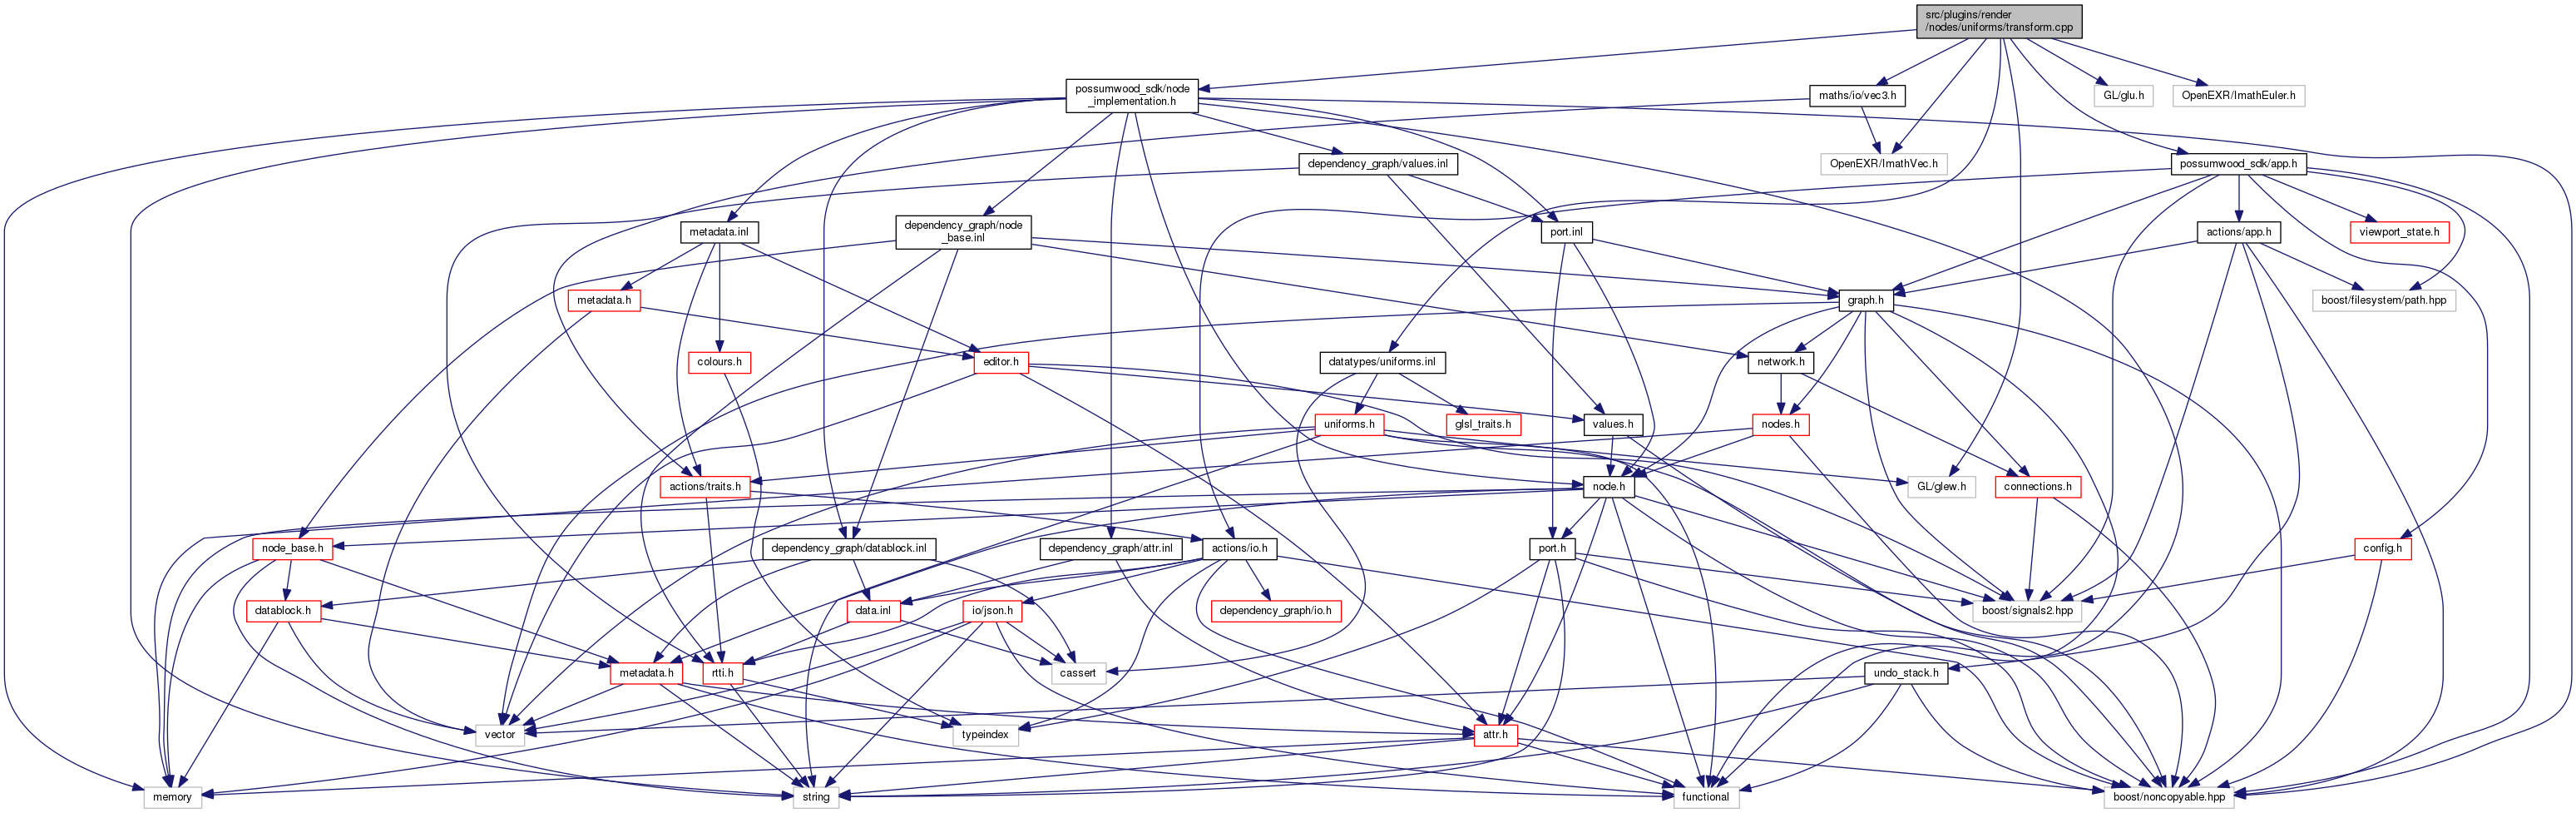 src/plugins/render
/nodes/uniforms/transform.cpp
possumwood_sdk/node
_implementation.h
maths/io/vec3.h
GL/glu.h
OpenEXR/ImathEuler.h
dependency_graph/values.inl
OpenEXR/ImathVec.h
possumwood_sdk/app.h
metadata.inl
dependency_graph/node
_base.inl
port.inl
actions/app.h
viewport_state.h
metadata.h
graph.h
boost/filesystem/path.hpp
colours.h
editor.h
datatypes/uniforms.inl
network.h
uniforms.h
glsl_traits.h
values.h
nodes.h
actions/traits.h
node.h
GL/glew.h
connections.h
node_base.h
dependency_graph/datablock.inl
dependency_graph/attr.inl
actions/io.h
port.h
config.h
datablock.h
data.inl
io/json.h
dependency_graph/io.h
boost/signals2.hpp
metadata.h
rtti.h
cassert
undo_stack.h
vector
typeindex
attr.h
memory
string
functional
boost/noncopyable.hpp